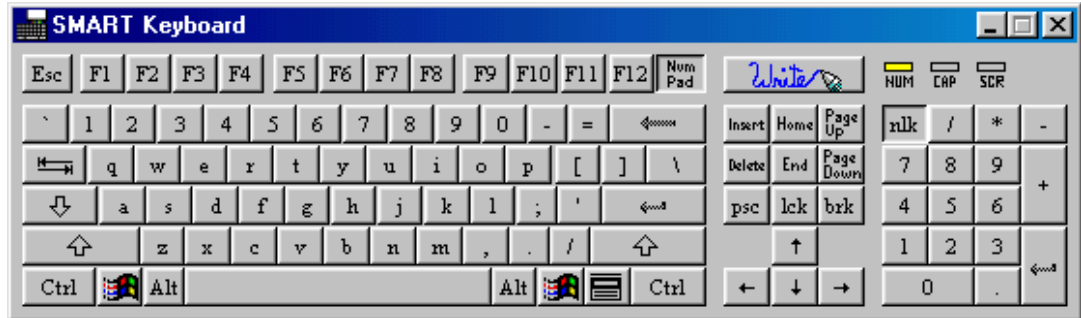 SMART Keyboard
Esc F1 F2 F3 F4 F5 F6 F7 F8 F9 F10 F11 F12 Num Pad Write NUM CAP SCR
` 1 2 3 4 5 6 7 8 9 0 - = Insert Home Page Up nlk / * -
q w e r t y u i o p [ ] \ Delete End Page Down 7 8 9 +
a s d f g h j k l ; ' psc lck brk 4 5 6
z x c v b n m , . / ↑ 1 2 3
Ctrl Alt Alt Ctrl ← ↓ → 0 .